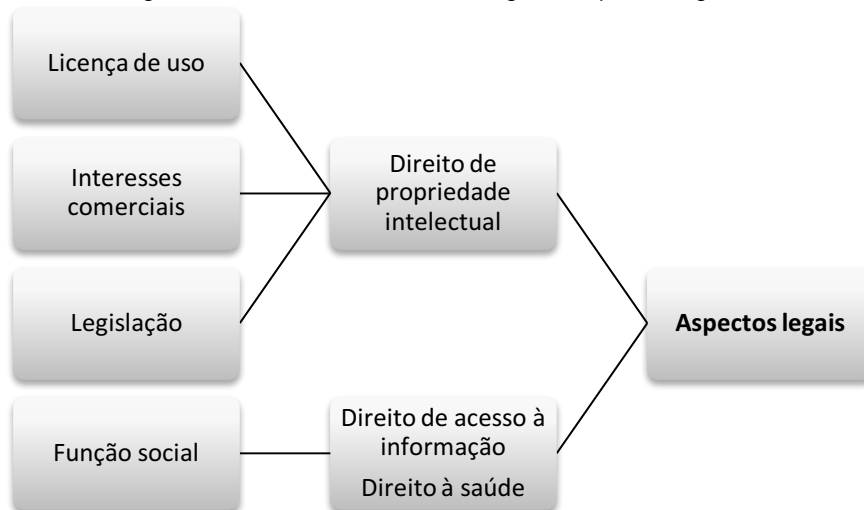 Licença de uso
Interesses
comerciais
Legislação
Função social
Direito de
propriedade
intelectual
Direito de acesso à
informação
Direito à saúde
Aspectos legais